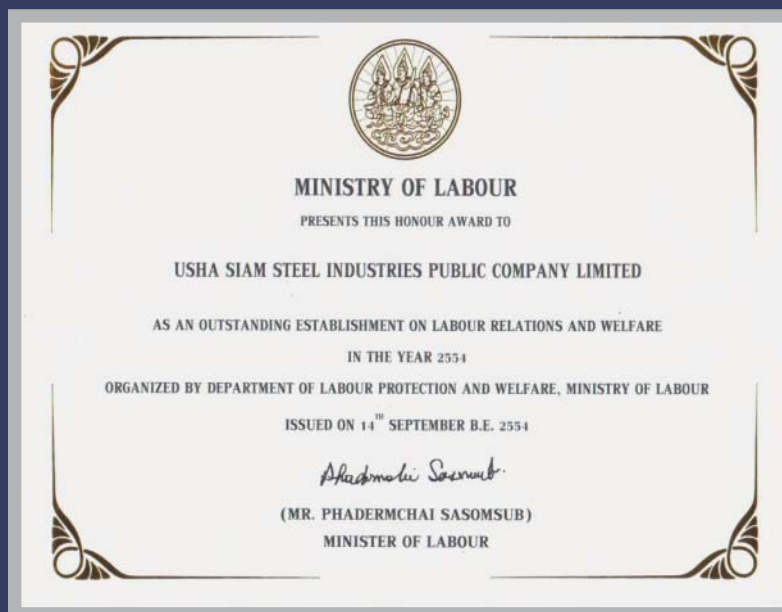 MINISTRY OF LABOUR
PRESENTS THIS HONOUR AWARD TO
USHA SIAM STEEL INDUSTRIES PUBLIC COMPANY LIMITED
AS AN OUTSTANDING ESTABLISHMENT ON LABOUR RELATIONS AND WELFARE
IN THE YEAR 2554
ORGANIZED BY DEPARTMENT OF LABOUR PROTECTION AND WELFARE, MINISTRY OF LABOUR
ISSUED ON 14TH SEPTEMBER B.E. 2554
Phadermchai Sasomsub.
(MR. PHADERMCHAI SASOMSUB)
MINISTER OF LABOUR